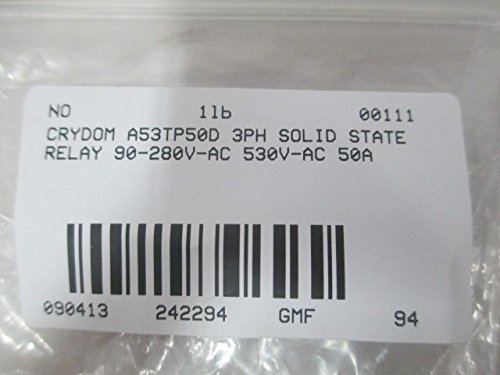 NO 1lb 00111
CRYDOM A53TP50D 3PH SOLID STATE
RELAY 90-280V-AC 530V-AC 50A
090413 242294 GMF 94